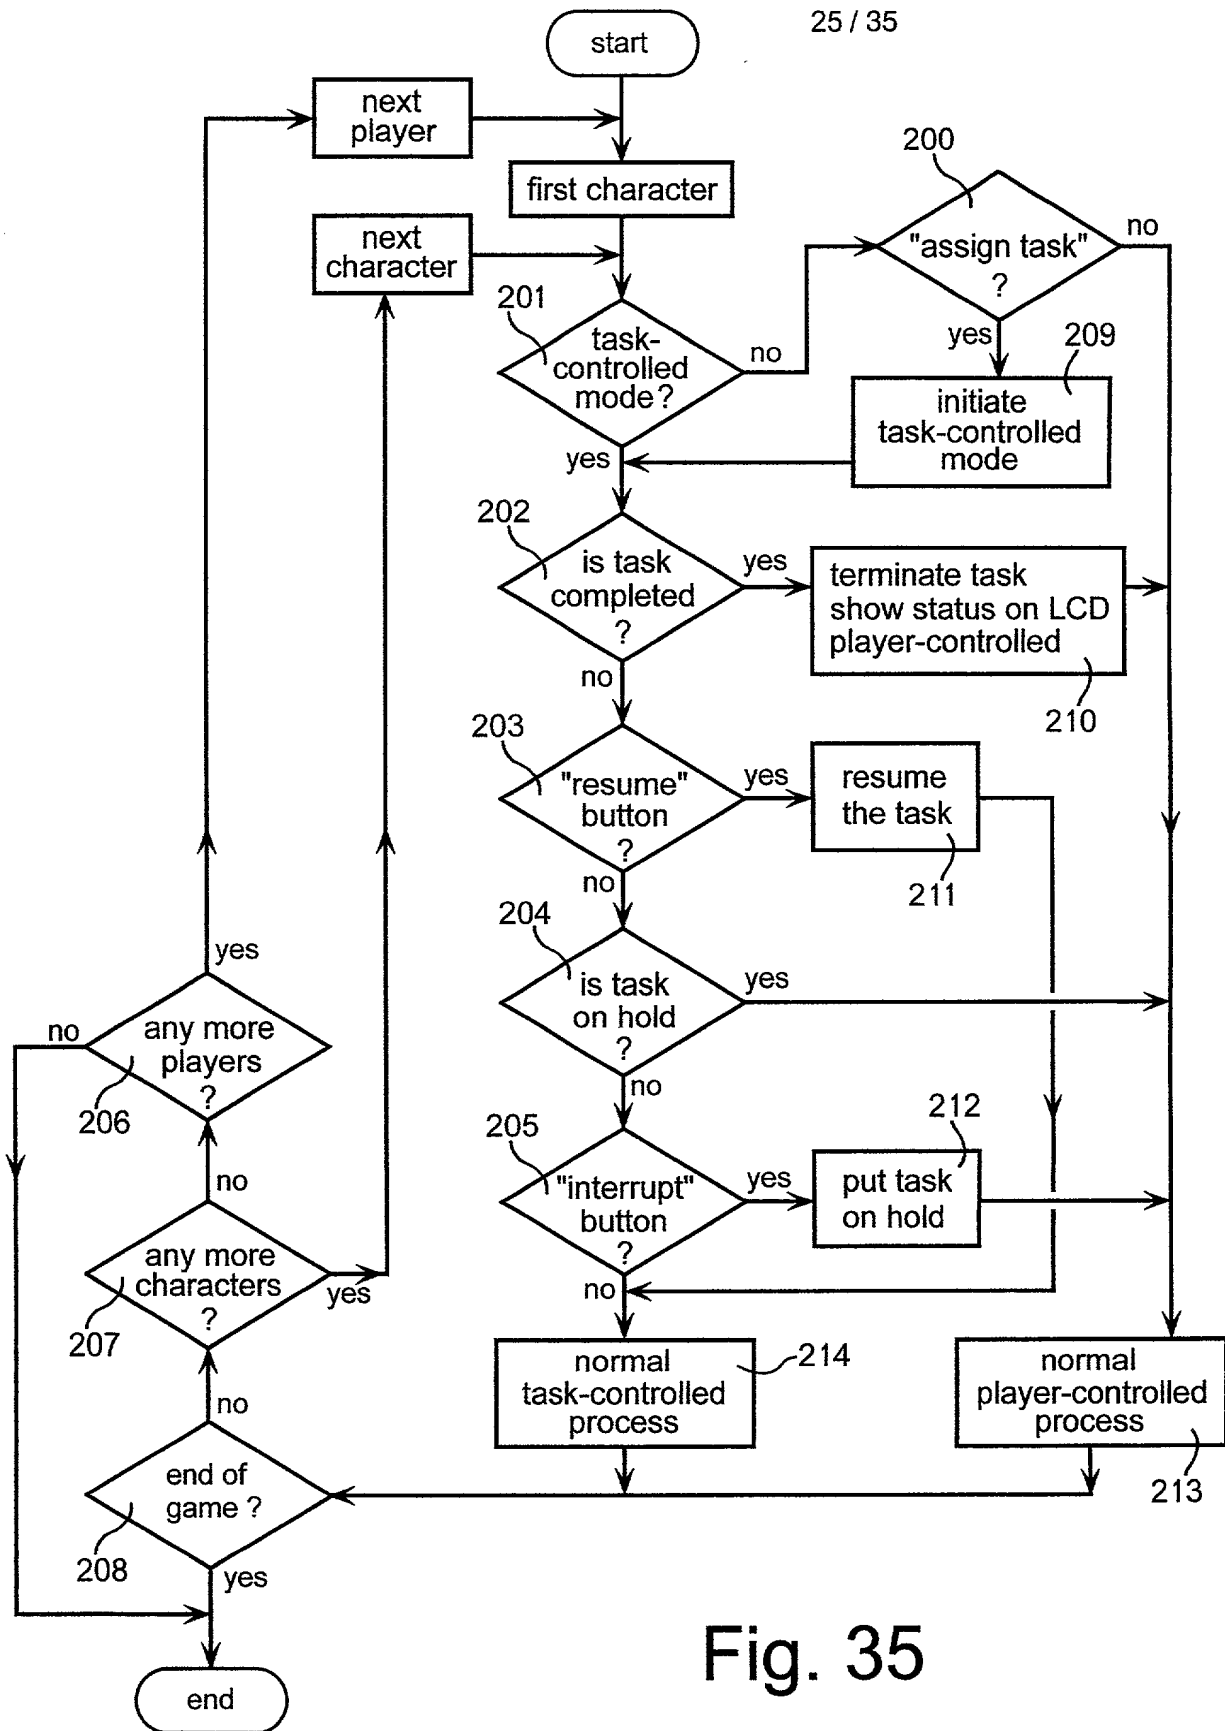 25 / 35
start
next
player
first character
next
character
200
"assign task"
?
no
yes
201
task-
controlled
mode?
no
yes
209
initiate
task-controlled
mode
202
is task
completed
?
yes
no
terminate task
show status on LCD
player-controlled
210
203
"resume"
button
?
yes
no
resume
the task
211
204
is task
on hold
?
yes
no
205
"interrupt"
button
?
yes
no
212
put task
on hold
yes
no
any more
players
?
206
no
any more
characters
?
yes
207
no
end of
game ?
208
yes
normal
task-controlled
process
214
normal
player-controlled
process
213
end
Fig. 35